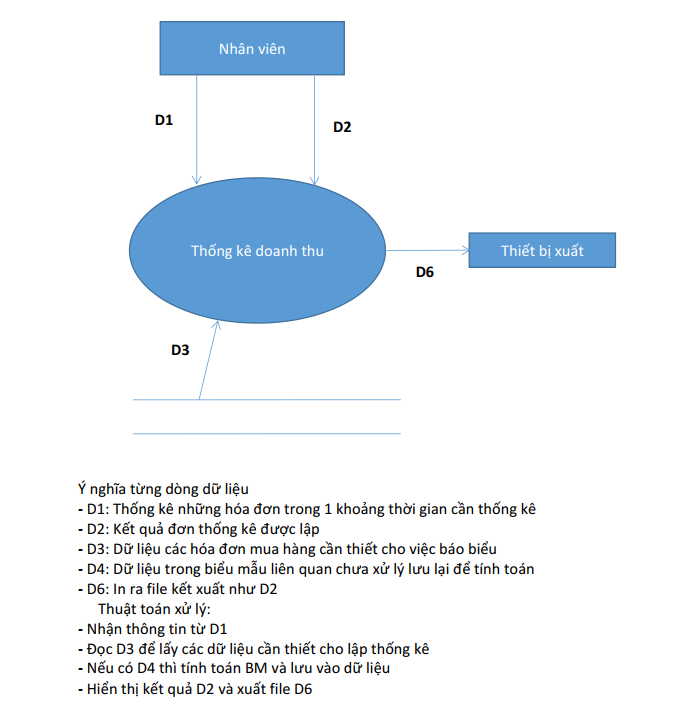 Nhân viên
D1
D2
Thống kê doanh thu
Thiết bị xuất
D6
D3
Ý nghĩa từng dòng dữ liệu
- D1: Thống kê những hóa đơn trong 1 khoảng thời gian cần thống kê
- D2: Kết quả đơn thống kê được lập
- D3: Dữ liệu các hóa đơn mua hàng cần thiết cho việc báo biểu
- D4: Dữ liệu trong biểu mẫu liên quan chưa xử lý lưu lại để tính toán
- D6: In ra file kết xuất như D2
Thuật toán xử lý:
- Nhận thông tin từ D1
- Đọc D3 để lấy các dữ liệu cần thiết cho lập thống kê
- Nếu có D4 thì tính toán BM và lưu vào dữ liệu
- Hiển thị kết quả D2 và xuất file D6